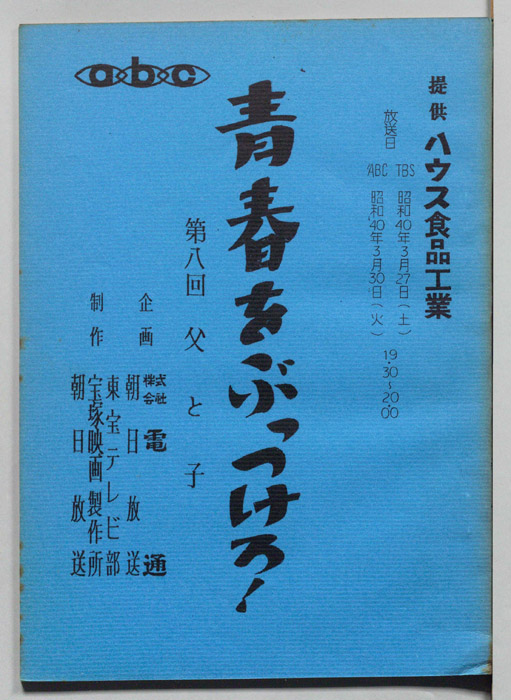 提供 ハウス食品工業
放送日 TBS 昭和40年3月27日(土)
ABC 昭和40年3月30日(火)
19.30~20.00
青春をぶっつけろ!
第八回 父と子
企画 株式会社 電通
朝日放送
制作 東宝テレビ部
宝塚映画製作所
朝日放送
abc